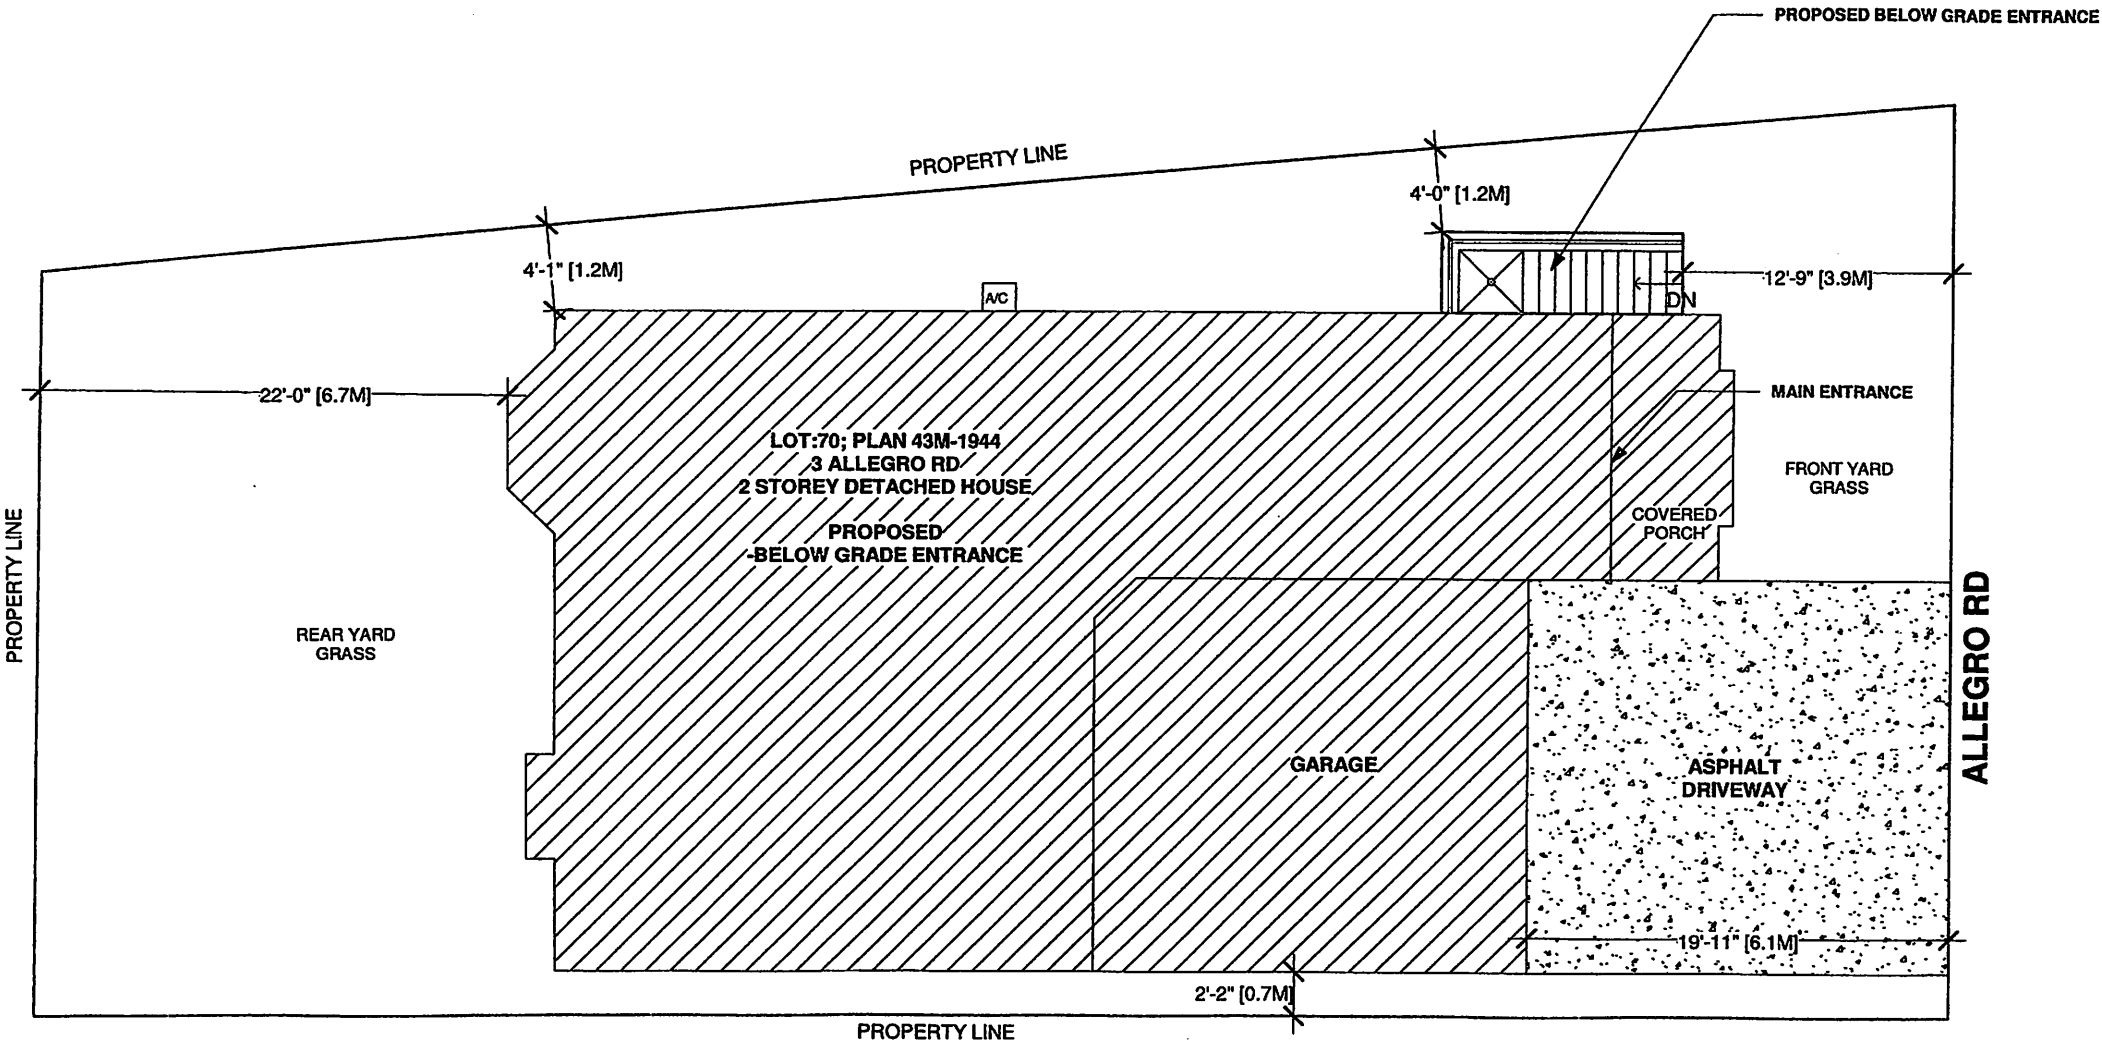 PROPOSED BELOW GRADE ENTRANCE
PROPERTY LINE
4'-0" [1.2M]
4'-1" [1.2M]
A/C
12'-9" [3.9M]
DN
22'-0" [6.7M]
MAIN ENTRANCE
LOT:70; PLAN 43M-1944
3 ALLEGRO RD
2 STOREY DETACHED HOUSE
PROPOSED
-BELOW GRADE ENTRANCE
FRONT YARD
GRASS
COVERED
PORCH
PROPERTY LINE
REAR YARD
GRASS
ALLEGRO RD
GARAGE
ASPHALT
DRIVEWAY
19'-11" [6.1M]
2'-2" [0.7M]
PROPERTY LINE